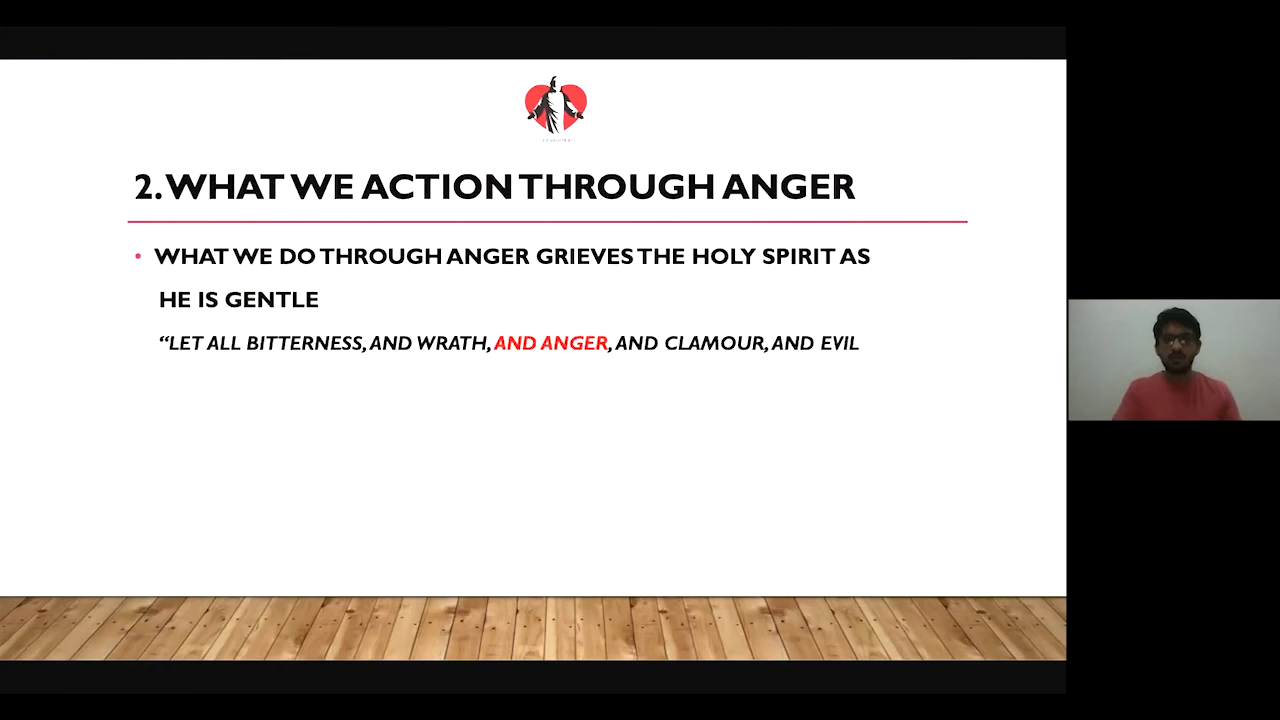 2. WHAT WE ACTION THROUGH ANGER
• WHAT WE DO THROUGH ANGER GRIEVES THE HOLY SPIRIT AS
HE IS GENTLE
“LET ALL BITTERNESS, AND WRATH, AND ANGER, AND CLAMOUR, AND EVIL